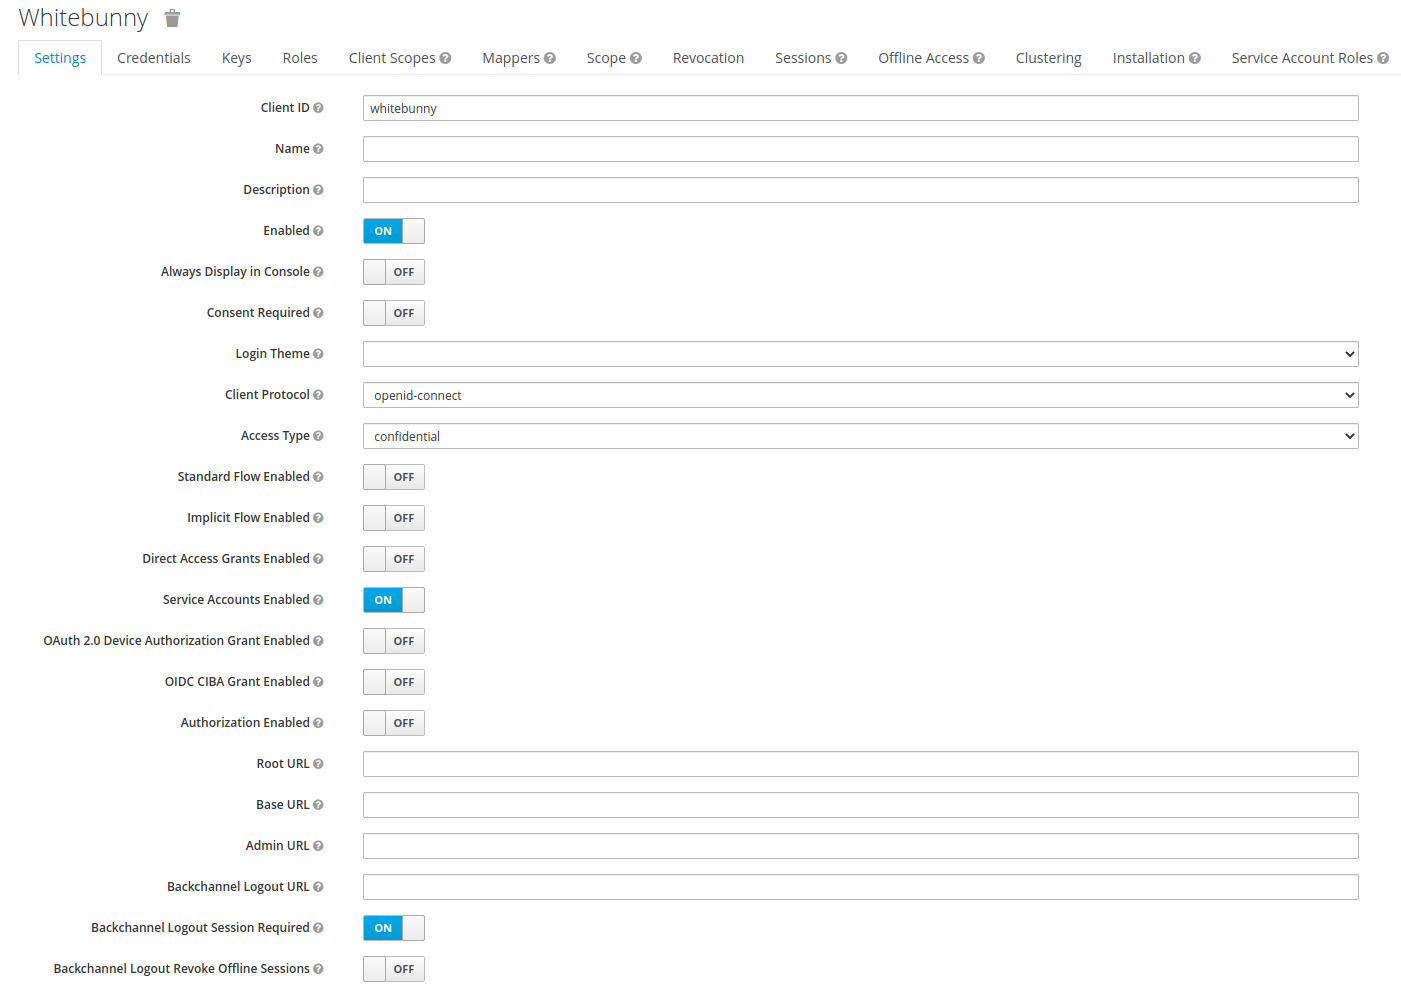 Whitebunny
Settings Credentials Keys Roles Client Scopes Mappers Scope Revocation Sessions Offline Access Clustering Installation Service Account Roles
Client ID whitebunny
Name
Description
Enabled ON
Always Display in Console OFF
Consent Required OFF
Login Theme
Client Protocol openid-connect
Access Type confidential
Standard Flow Enabled OFF
Implicit Flow Enabled OFF
Direct Access Grants Enabled OFF
Service Accounts Enabled ON
OAuth 2.0 Device Authorization Grant Enabled OFF
OIDC CIBA Grant Enabled OFF
Authorization Enabled OFF
Root URL
Base URL
Admin URL
Backchannel Logout URL
Backchannel Logout Session Required ON
Backchannel Logout Revoke Offline Sessions OFF